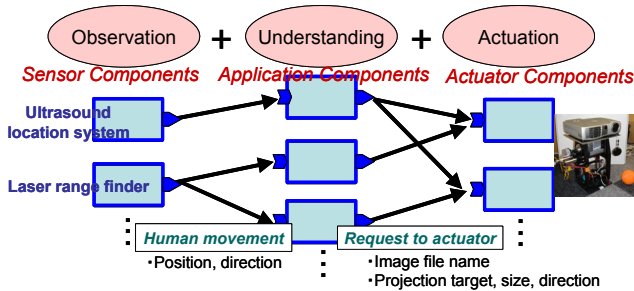 Observation + Understanding + Actuation
Sensor Components Application Components Actuator Components
Ultrasound
location system
Laser range finder
Human movement
・Position, direction
Request to actuator
・Image file name
・Projection target, size, direction